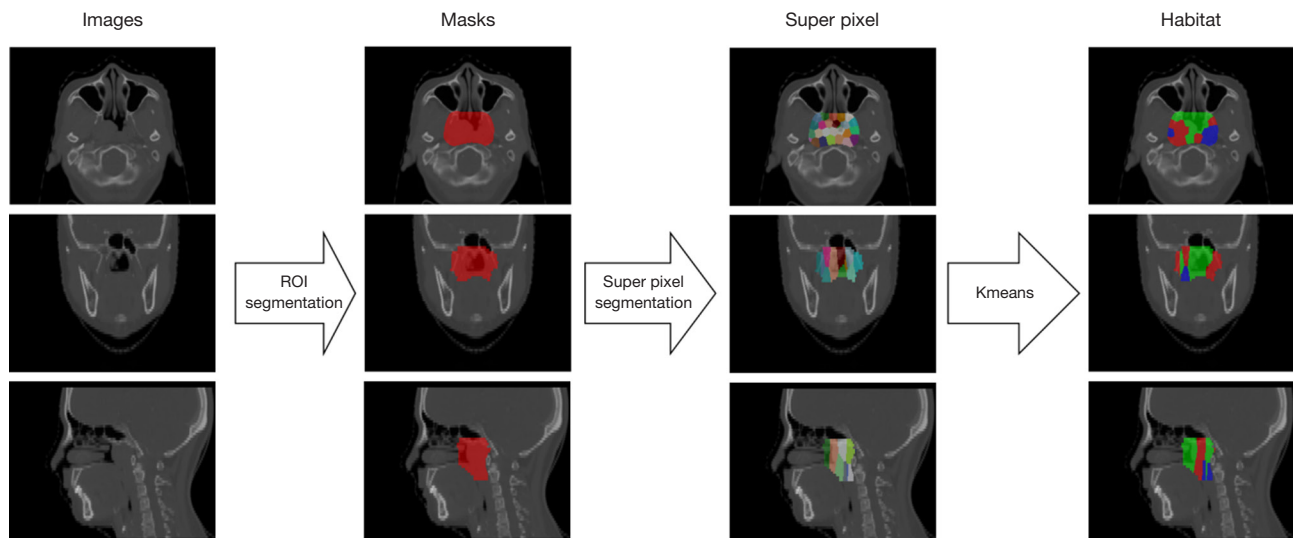 Images
Masks
Super pixel
Habitat
ROI
segmentation
Super pixel
segmentation
Kmeans